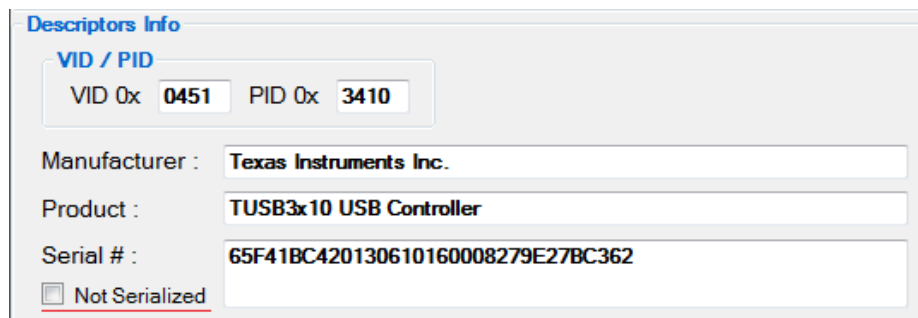 Descriptors Info
VID / PID
VID 0x 0451 PID 0x 3410
Manufacturer : Texas Instruments Inc.
Product : TUSB3x10 USB Controller
Serial # : 65F41BC420130610160008279E27BC362
Not Serialized